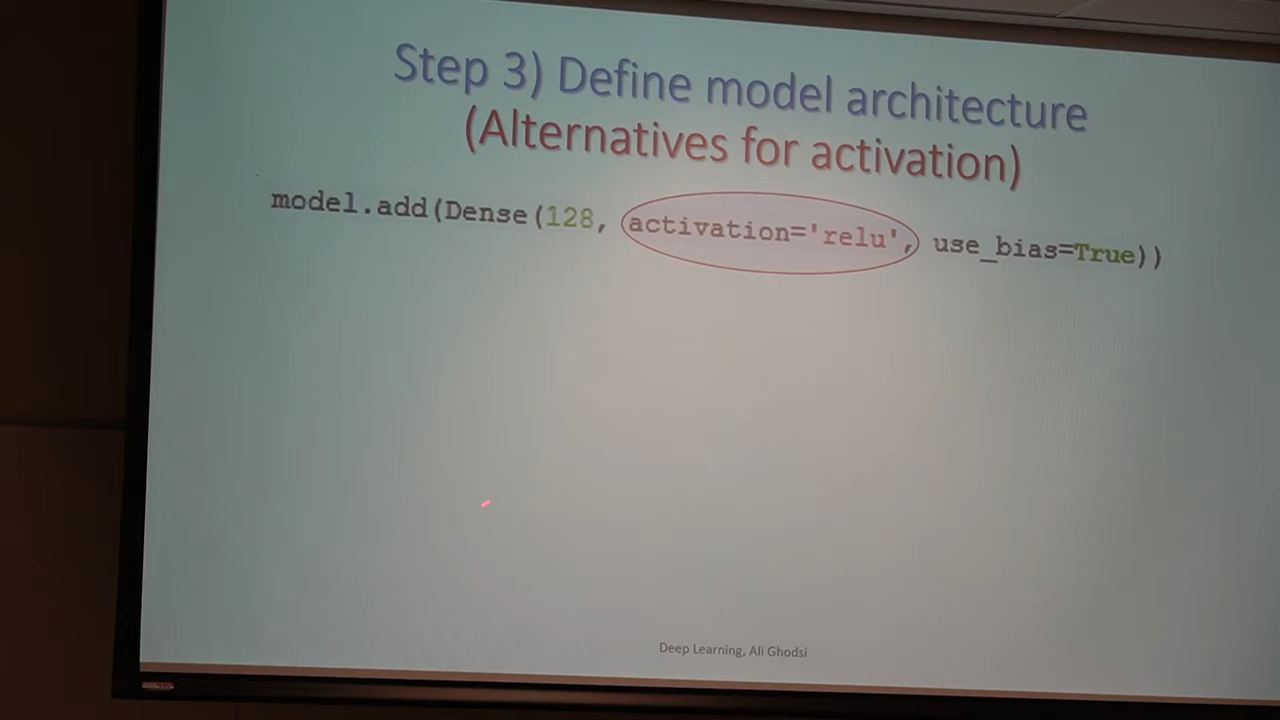 Step 3) Define model architecture
(Alternatives for activation)
model.add(Dense(128, activation='relu', use_bias=True))
Deep Learning, Ali Ghodsi